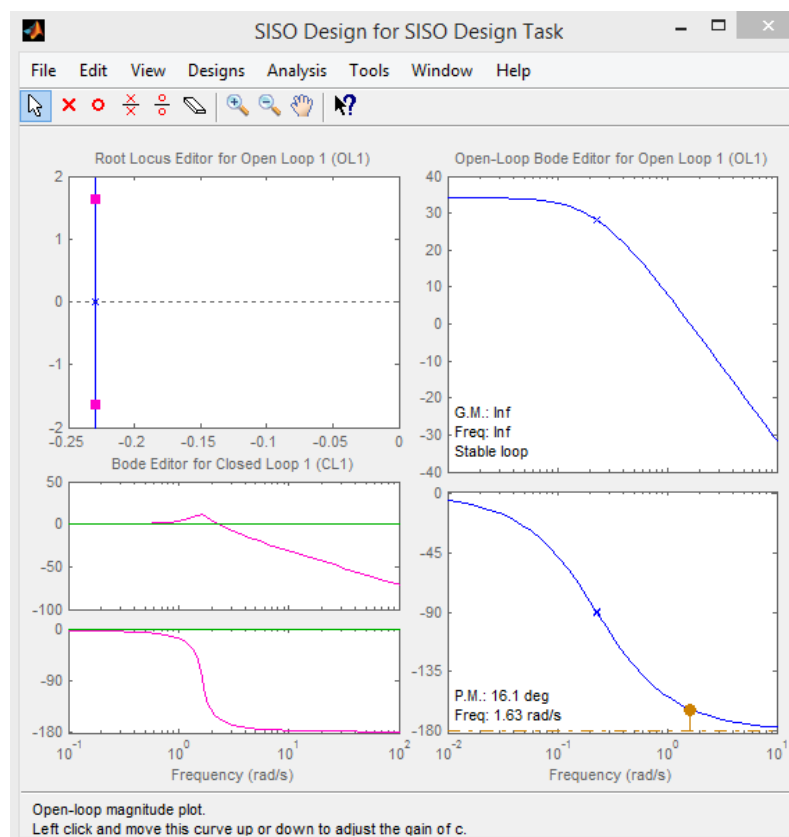 SISO Design for SISO Design Task
File Edit View Designs Analysis Tools Window Help
Root Locus Editor for Open Loop 1 (OL1)
2
1
0
-1
-2
-0.25 -0.2 -0.15 -0.1 -0.05 0
Bode Editor for Closed Loop 1 (CL1)
50
0
-50
-100
0
-90
-180
10^-1 10^0 10^1 10^2
Frequency (rad/s)
Open-Loop Bode Editor for Open Loop 1 (OL1)
40
30
20
10
0
-10
-20
-30
-40
G.M.: Inf
Freq: Inf
Stable loop
0
-45
-90
-135
-180
P.M.: 16.1 deg
Freq: 1.63 rad/s
10^-2 10^-1 10^0 10^1
Frequency (rad/s)
Open-loop magnitude plot.
Left click and move this curve up or down to adjust the gain of c.